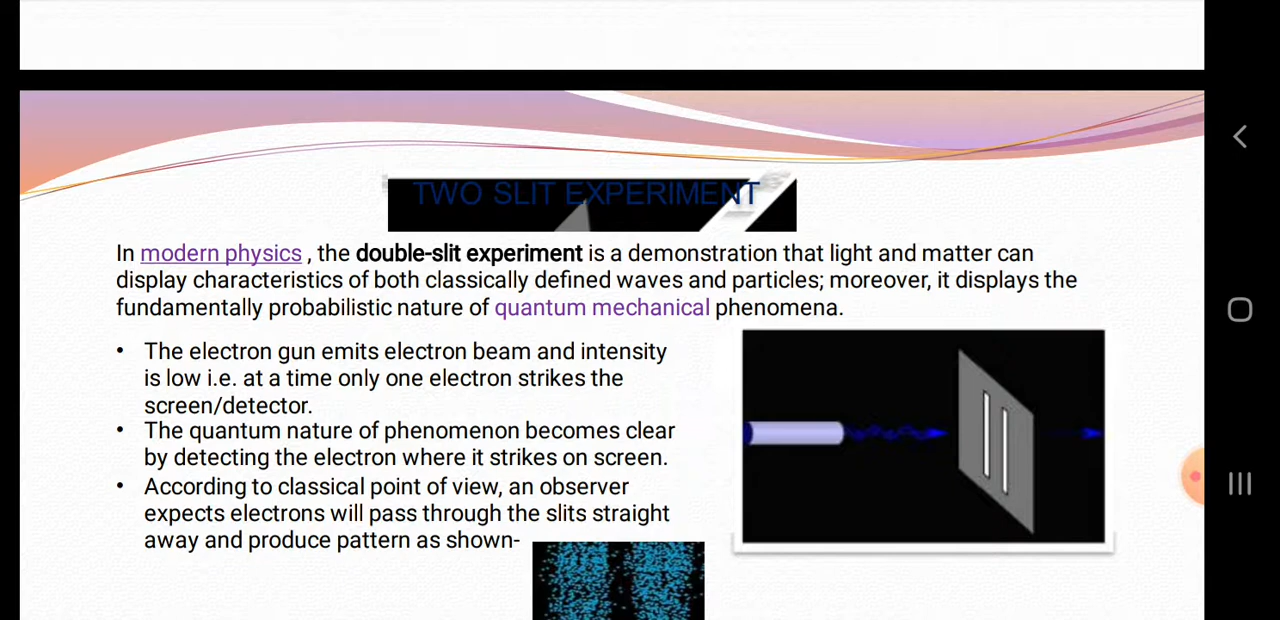 TWO SLIT EXPERIMENT
In modern physics , the double-slit experiment is a demonstration that light and matter can
display characteristics of both classically defined waves and particles; moreover, it displays the
fundamentally probabilistic nature of quantum mechanical phenomena.
• The electron gun emits electron beam and intensity
is low i.e. at a time only one electron strikes the
screen/detector.
• The quantum nature of phenomenon becomes clear
by detecting the electron where it strikes on screen.
• According to classical point of view, an observer
expects electrons will pass through the slits straight
away and produce pattern as shown-